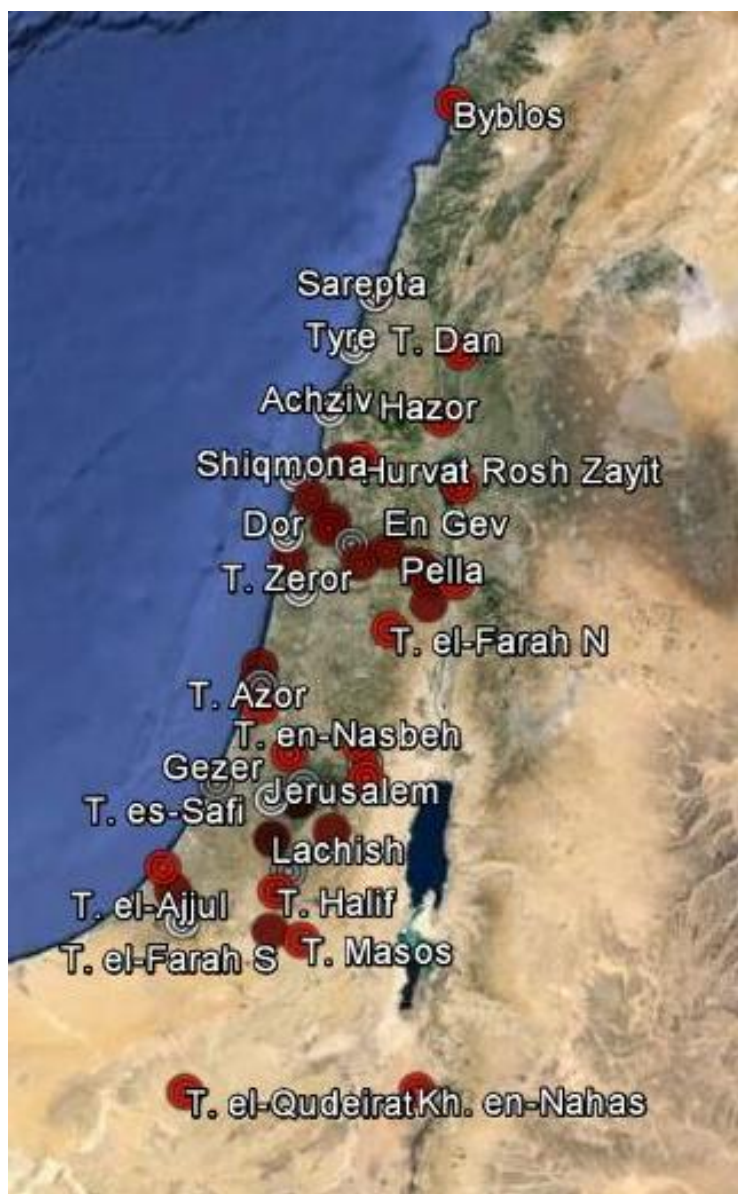 Byblos
Sarepta
Tyre
T. Dan
Achziv
Hazor
Shiqmona
Hurvat Rosh Zayit
Dor
En Gev
T. Zeror
Pella
T. el-Farah N
T. Azor
T. en-Nasbeh
Gezer
Jerusalem
T. es-Safi
Lachish
T. el-Ajjul
T. Halif
T. el-Farah S
T. Masos
T. el-Qudeirat
Kh. en-Nahas